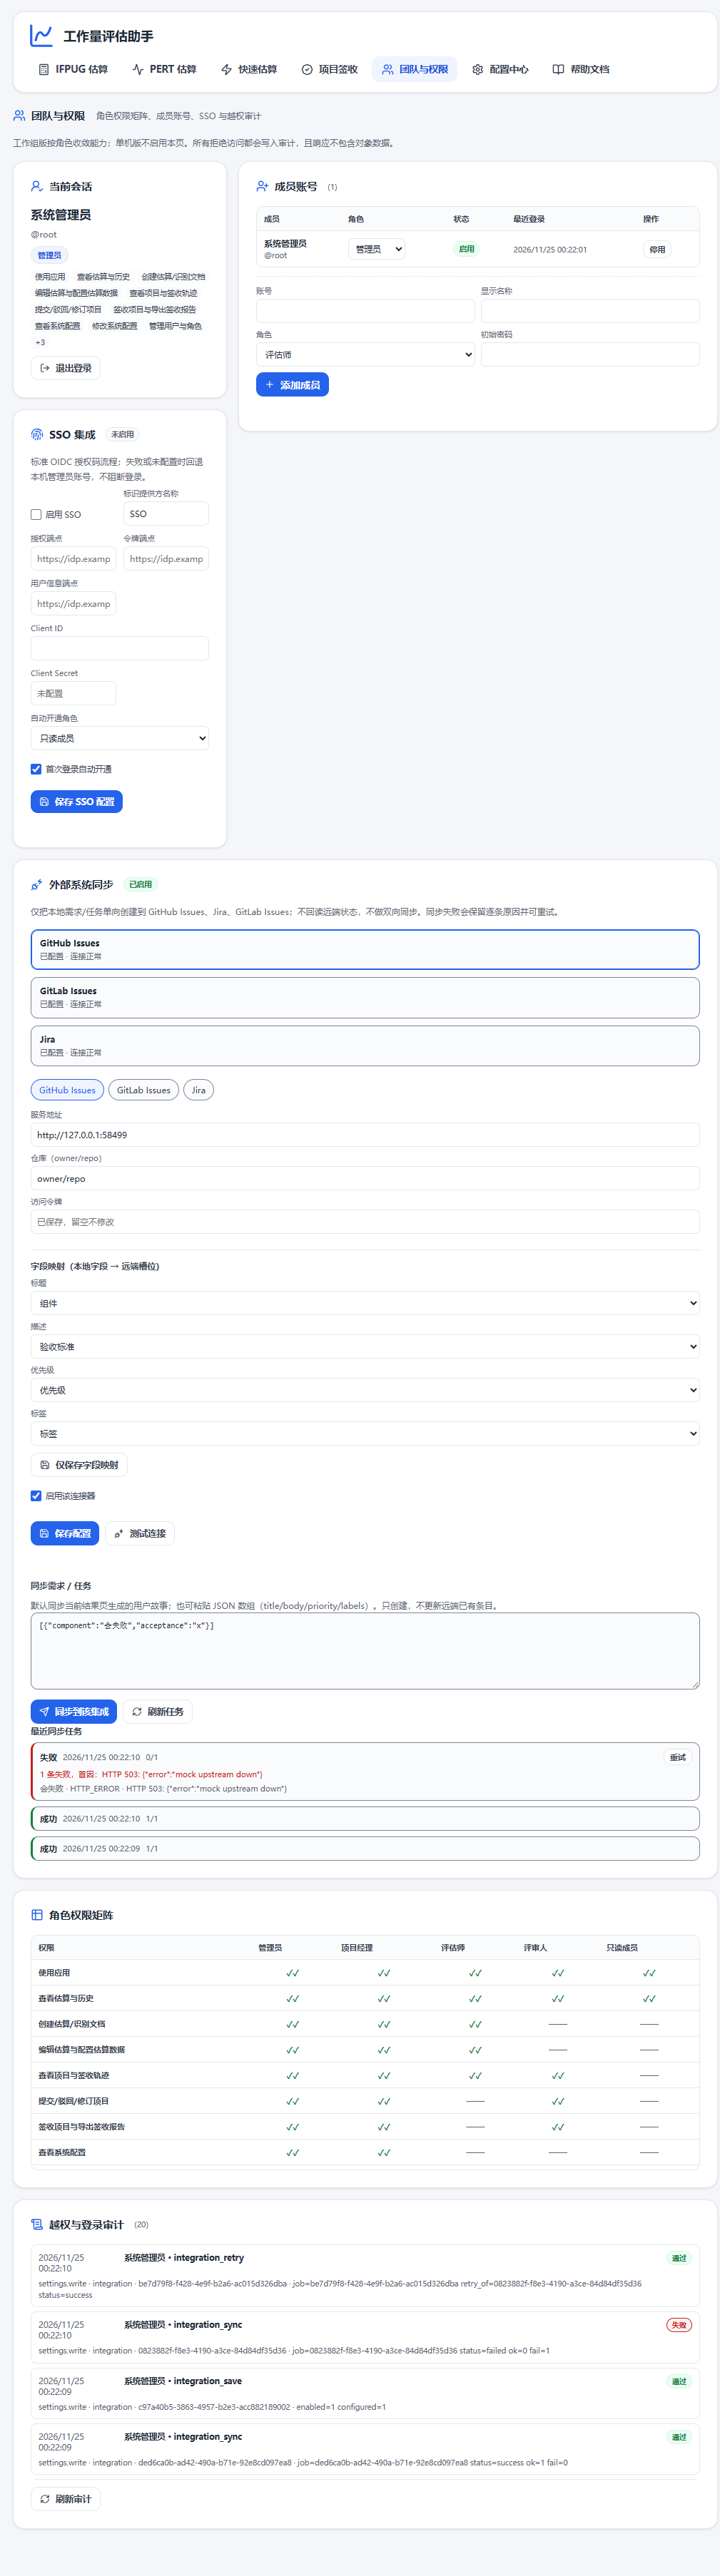 工作量评估助手
IFPUG 估算 PERT 估算 快速估算 项目签收 团队与权限 配置中心 帮助文档
团队与权限 角色权限矩阵、成员账号、SSO 与越权审计
工作组版按角色收敛能力；单机版不启用本页。所有拒绝访问都会写入审计，且响应不包含对象数据。
当前会话
系统管理员
@root
管理员
使用应用 查看估算与历史 创建估算/识别文档
编辑估算与配置估算数据 查看项目与签收轨迹
提交/驳回/修订项目 签收项目与导出签收报告
查看系统配置 修改系统配置 管理用户与角色
+3
退出登录
成员账号 (1)
成员 角色 状态 最近登录 操作
系统管理员
@root
管理员 启用 2026/11/25 00:22:01 停用
账号 显示名称
角色 初始密码
评估师
+ 添加成员
SSO 集成 未启用
标准 OIDC 授权码流程；失败或未配置时回退
本机管理员账号，不阻断登录。
标识提供方名称
启用 SSO SSO
授权端点 令牌端点
https://idp.examp https://idp.examp
用户信息端点
https://idp.examp
Client ID
Client Secret
未配置
自动开通角色
只读成员
首次登录自动开通
保存 SSO 配置
外部系统同步 已启用
仅把本地需求/任务单向创建到 GitHub Issues、Jira、GitLab Issues；不回读远端状态，不做双向同步。同步失败会保留逐条原因并可重试。
GitHub Issues
已配置 · 连接正常
GitLab Issues
已配置 · 连接正常
Jira
已配置 · 连接正常
GitHub Issues GitLab Issues Jira
服务地址
http://127.0.0.1:58499
仓库（owner/repo）
owner/repo
访问令牌
已保存，留空不修改
字段映射（本地字段 → 远端槽位）
标题
组件
描述
验收标准
优先级
优先级
标签
标签
仅保存字段映射
启用该连接器
保存配置 测试连接
同步需求 / 任务
默认同步当前结果页生成的用户故事；也可粘贴 JSON 数组（title/body/priority/labels）。只创建，不更新远端已有条目。
[{"component":"会失败","acceptance":"x"}]
同步到该集成 刷新任务
最近同步任务
失败 2026/11/25 00:22:10 0/1 重试
1 条失败，首因：HTTP 503: {"error":"mock upstream down"}
会失败 · HTTP_ERROR · HTTP 503: {"error":"mock upstream down"}
成功 2026/11/25 00:22:10 1/1
成功 2026/11/25 00:22:09 1/1
角色权限矩阵
权限 管理员 项目经理 评估师 评审人 只读成员
使用应用 ✓✓ ✓✓ ✓✓ ✓✓ ✓✓
查看估算与历史 ✓✓ ✓✓ ✓✓ ✓✓ ✓✓
创建估算/识别文档 ✓✓ ✓✓ ✓✓ —— ——
编辑估算与配置估算数据 ✓✓ ✓✓ ✓✓ —— ——
查看项目与签收轨迹 ✓✓ ✓✓ ✓✓ ✓✓ ——
提交/驳回/修订项目 ✓✓ ✓✓ —— ✓✓ ——
签收项目与导出签收报告 ✓✓ ✓✓ —— ✓✓ ——
查看系统配置 ✓✓ ✓✓ —— —— ——
越权与登录审计 (20)
2026/11/25 00:22:10 系统管理员 • integration_retry 通过
settings.write · integration · be7d79f8-f428-4e9f-b2a6-ac015d326dba · job=be7d79f8-f428-4e9f-b2a6-ac015d326dba retry_of=0823882f-f8e3-4190-a3ce-84d84df35d36
status=success
2026/11/25 00:22:10 系统管理员 • integration_sync 失败
settings.write · integration · 0823882f-f8e3-4190-a3ce-84d84df35d36 · job=0823882f-f8e3-4190-a3ce-84d84df35d36 status=failed ok=0 fail=1
2026/11/25 00:22:09 系统管理员 • integration_save 通过
settings.write · integration · c97a40b5-3863-4957-b2e3-acc882189002 · enabled=1 configured=1
2026/11/25 00:22:09 系统管理员 • integration_sync 通过
settings.write · integration · ded6ca0b-ad42-490a-b71e-92e8cd097ea8 · job=ded6ca0b-ad42-490a-b71e-92e8cd097ea8 status=success ok=1 fail=0
刷新审计